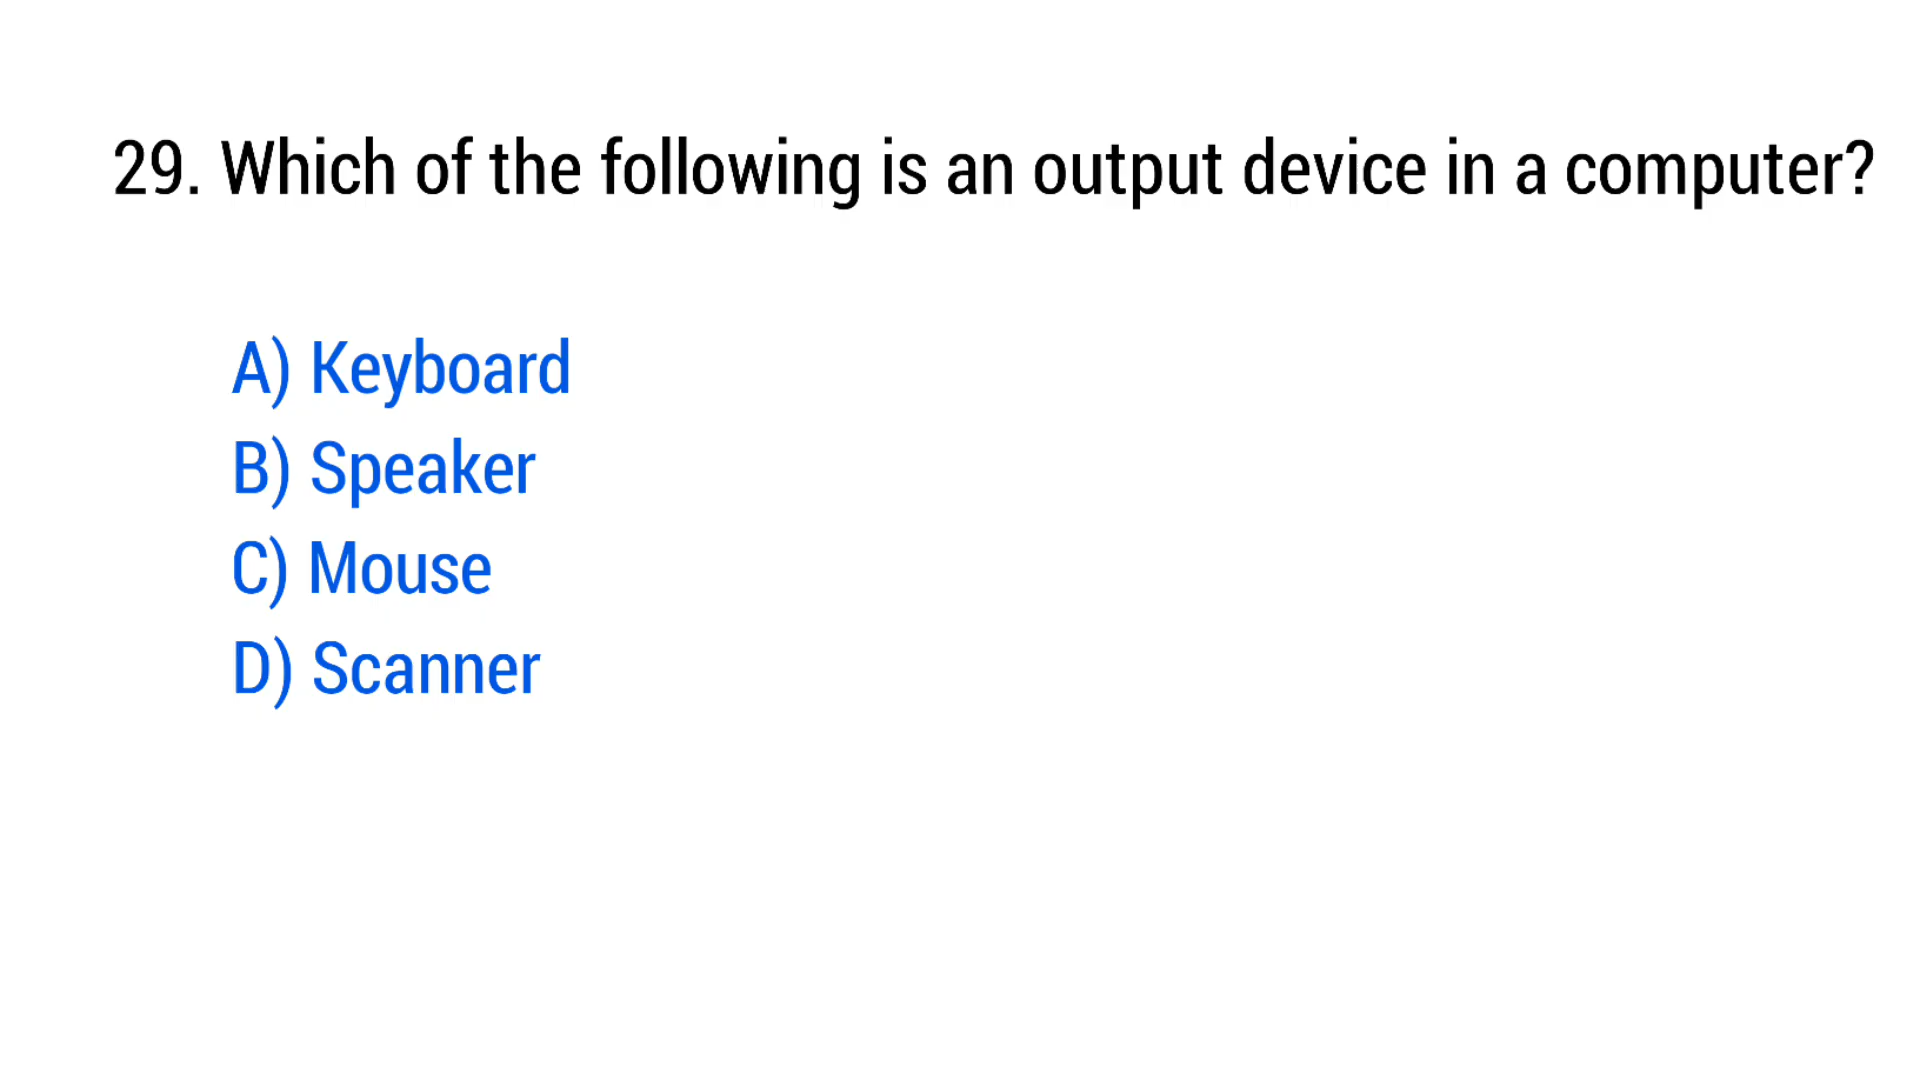 29. Which of the following is an output device in a computer?
A) Keyboard
B) Speaker
C) Mouse
D) Scanner